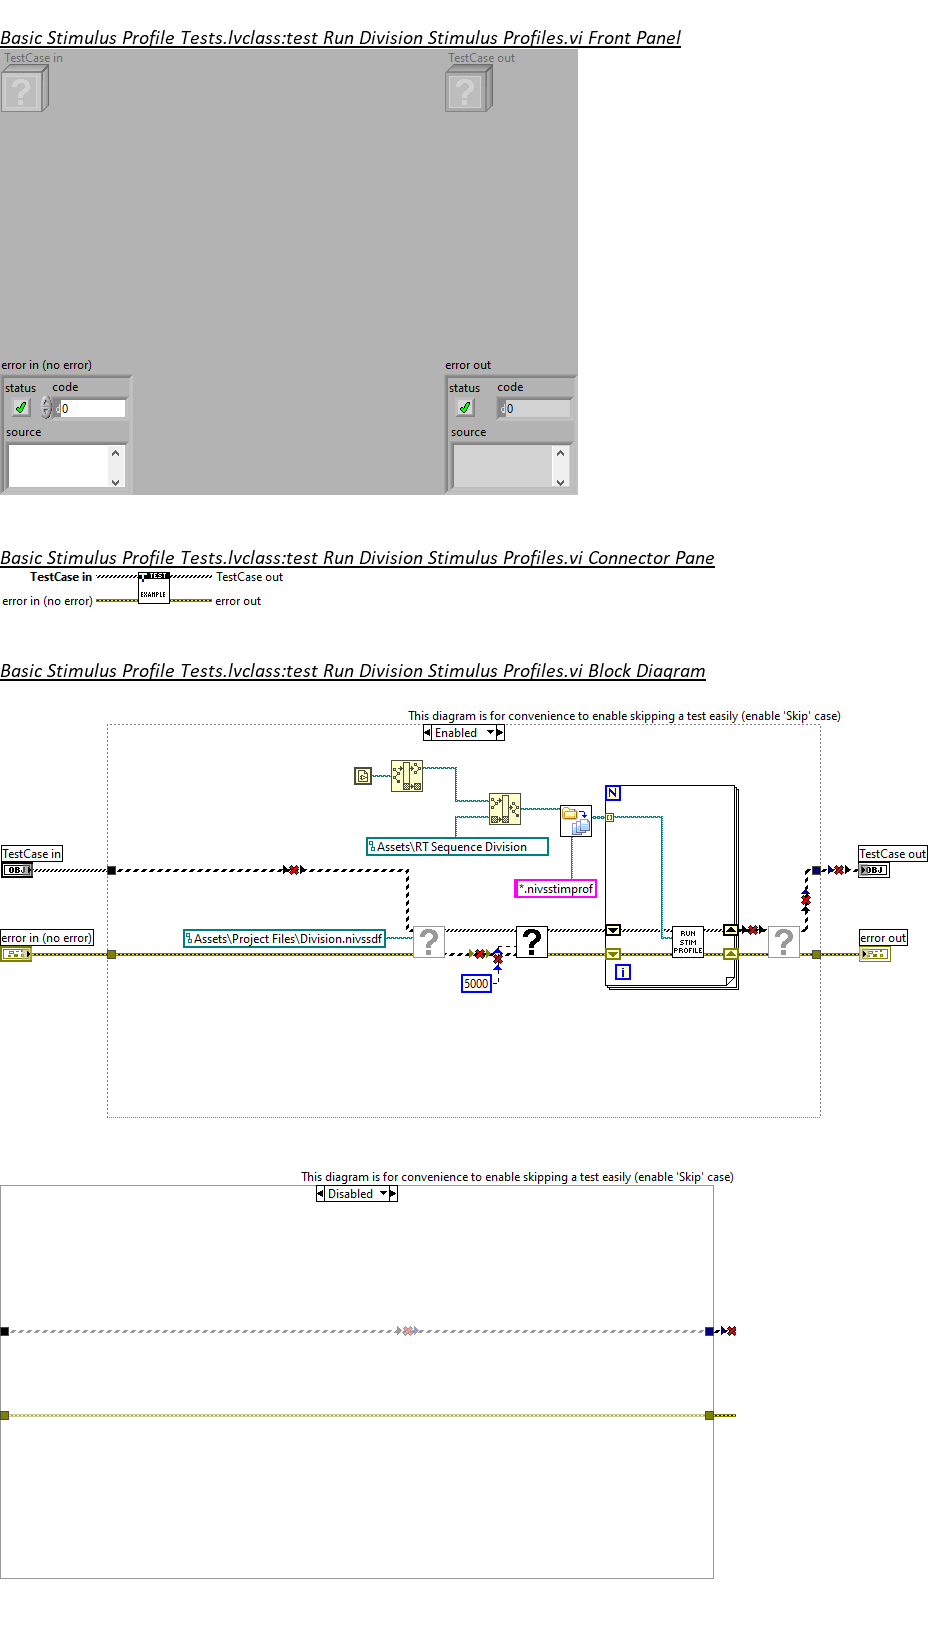 Basic Stimulus Profile Tests.lvclass:test Run Division Stimulus Profiles.vi Front Panel
TestCase in
TestCase out
?
?
error in (no error)
error out
status
code
status
code
d
0
d
0
source
source
Basic Stimulus Profile Tests.lvclass:test Run Division Stimulus Profiles.vi Connector Pane
TestCase in
TEST
TestCase out
error in (no error)
EXAMPLE
error out
Basic Stimulus Profile Tests.lvclass:test Run Division Stimulus Profiles.vi Block Diagram
This diagram is for convenience to enable skipping a test easily (enable 'Skip' case)
Enabled
N
Assets\RT Sequence Division
TestCase in
TestCase out
OBJ
OBJ
*.nivsstimprof
error in (no error)
Assets\Project Files\Division.nivssdf
?
?
RUN
STIM
PROFILE
?
error out
i
5000
This diagram is for convenience to enable skipping a test easily (enable 'Skip' case)
Disabled